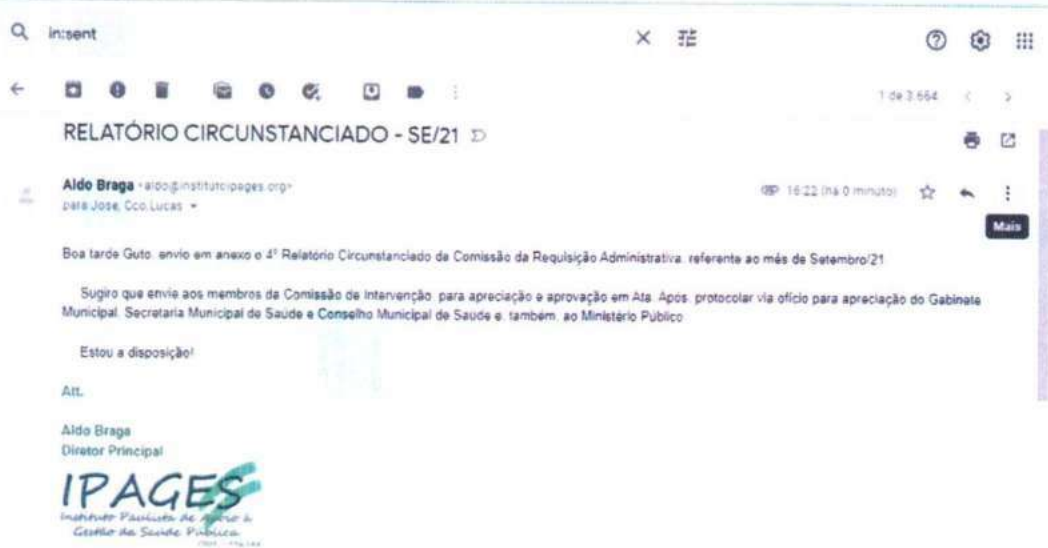 in:sent
1 de 3.664
RELATÓRIO CIRCUNSTANCIADO - SE/21
Aldo Braga <aldo@institutoipages.org>
16:22 (há 0 minuto)
para Jose, Cco:Lucas
Mais
Boa tarde Guto, envio em anexo o 4º Relatório Circunstanciado da Comissão da Requisição Administrativa, referente ao mês de Setembro/21
Sugiro que envie aos membros da Comissão de Intervenção, para apreciação e aprovação em Ata. Após, protocolar via ofício para apreciação do Gabinete
Municipal, Secretaria Municipal de Saúde e Conselho Municipal de Saúde e, também, ao Ministério Público
Estou a disposição!
Att.
Aldo Braga
Diretor Principal
IPAGES
Instituto Paulista de Apoio à
Gestão da Saúde Pública